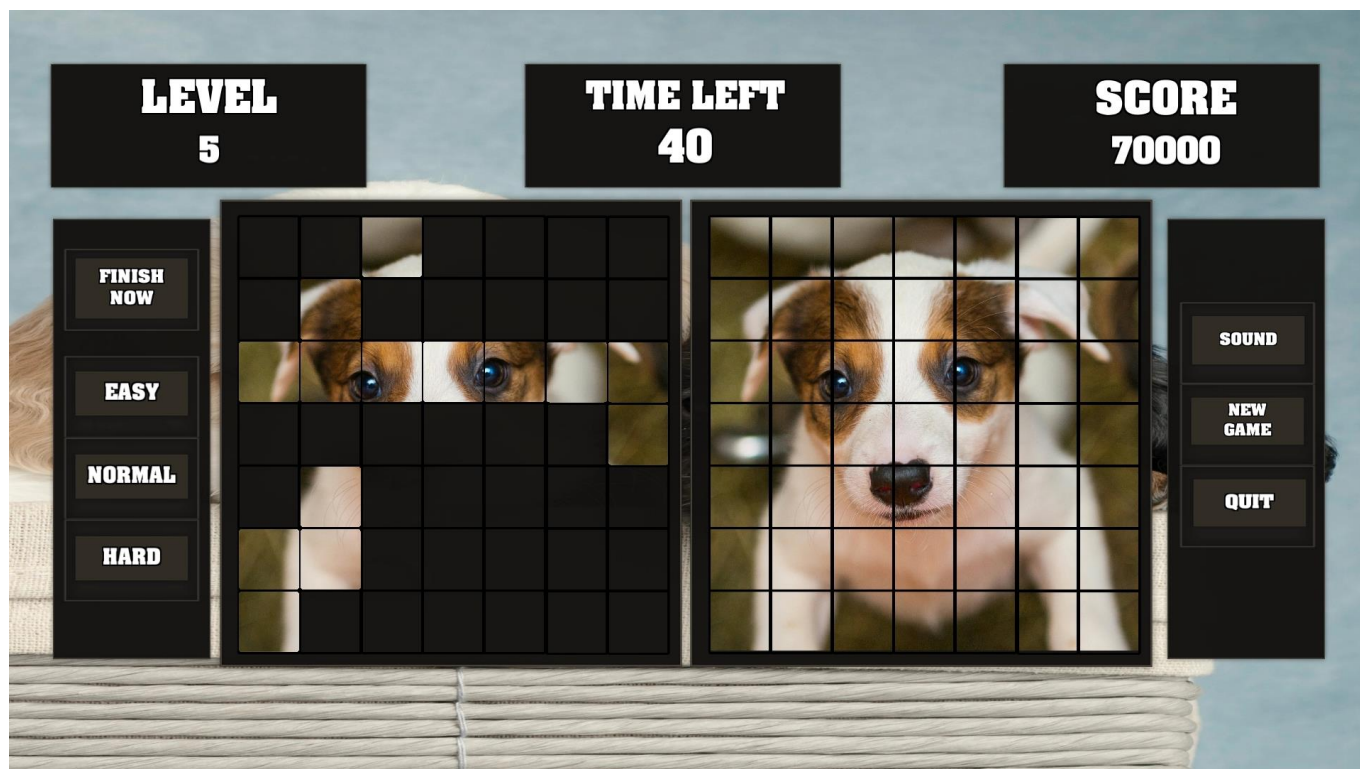 LEVEL
5
TIME LEFT
40
SCORE
70000
FINISH
NOW
EASY
NORMAL
HARD
SOUND
NEW
GAME
QUIT